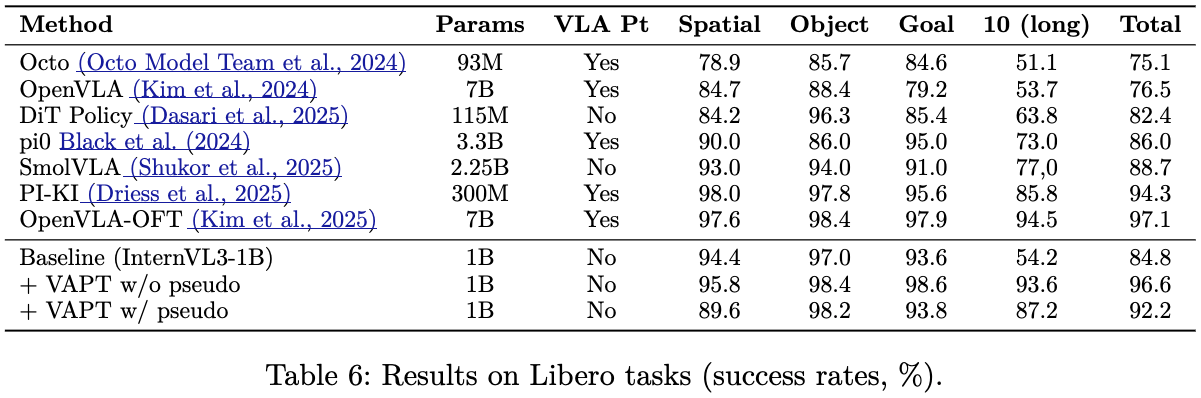 Method Params VLA Pt Spatial Object Goal 10 (long) Total
Octo (Octo Model Team et al., 2024) 93M Yes 78.9 85.7 84.6 51.1 75.1
OpenVLA (Kim et al., 2024) 7B Yes 84.7 88.4 79.2 53.7 76.5
DiT Policy (Dasari et al., 2025) 115M No 84.2 96.3 85.4 63.8 82.4
pi0 Black et al. (2024) 3.3B Yes 90.0 86.0 95.0 73.0 86.0
SmolVLA (Shukor et al., 2025) 2.25B No 93.0 94.0 91.0 77,0 88.7
PI-KI (Driess et al., 2025) 300M Yes 98.0 97.8 95.6 85.8 94.3
OpenVLA-OFT (Kim et al., 2025) 7B Yes 97.6 98.4 97.9 94.5 97.1
Baseline (InternVL3-1B) 1B No 94.4 97.0 93.6 54.2 84.8
+ VAPT w/o pseudo 1B No 95.8 98.4 98.6 93.6 96.6
+ VAPT w/ pseudo 1B No 89.6 98.2 93.8 87.2 92.2
Table 6: Results on Libero tasks (success rates, %).